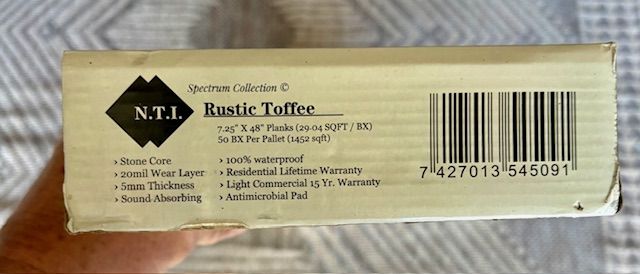 Spectrum Collection ©
N.T.I.
Rustic Toffee
7.25" X 48" Planks (29.04 SQFT / BX)
50 BX Per Pallet (1452 sqft)
› Stone Core
› 20mil Wear Layer
› 5mm Thickness
› Sound Absorbing
› 100% waterproof
› Residential Lifetime Warranty
› Light Commercial 15 Yr. Warranty
› Antimicrobial Pad
7 427013 545091